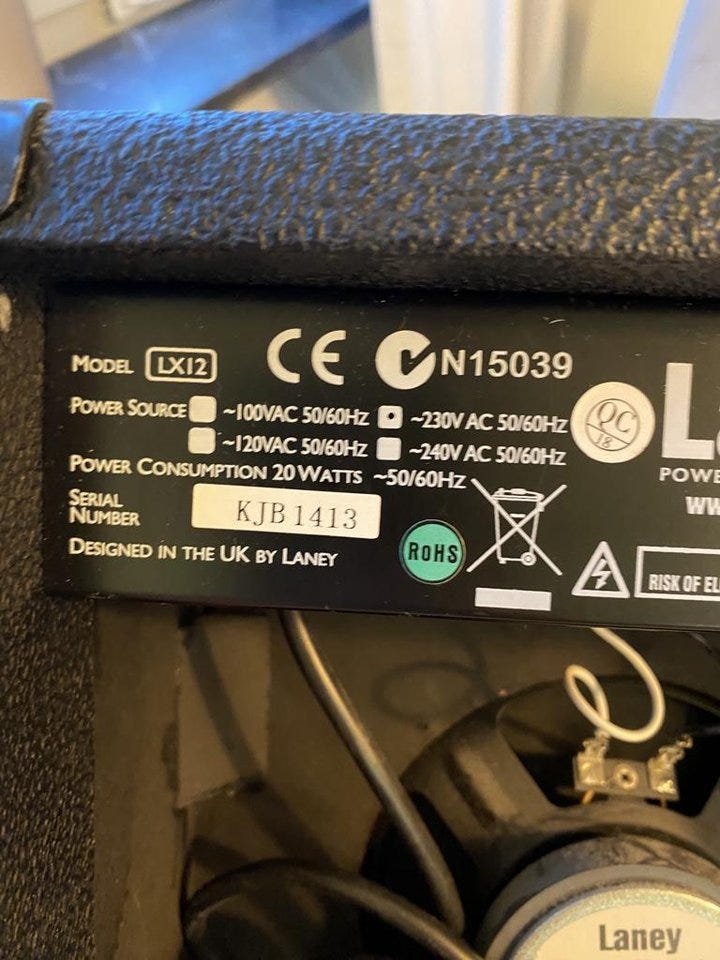 MODEL LX12 CE N15039
POWER SOURCE ~100VAC 50/60Hz ~230V AC 50/60Hz
~120VAC 50/60Hz ~240V AC 50/60Hz
QC
18
POWER CONSUMPTION 20 WATTS ~50/60Hz
POWE
WW
SERIAL
NUMBER
KJB1413
DESIGNED IN THE UK BY LANEY
RoHS
RISK OF EL
Laney